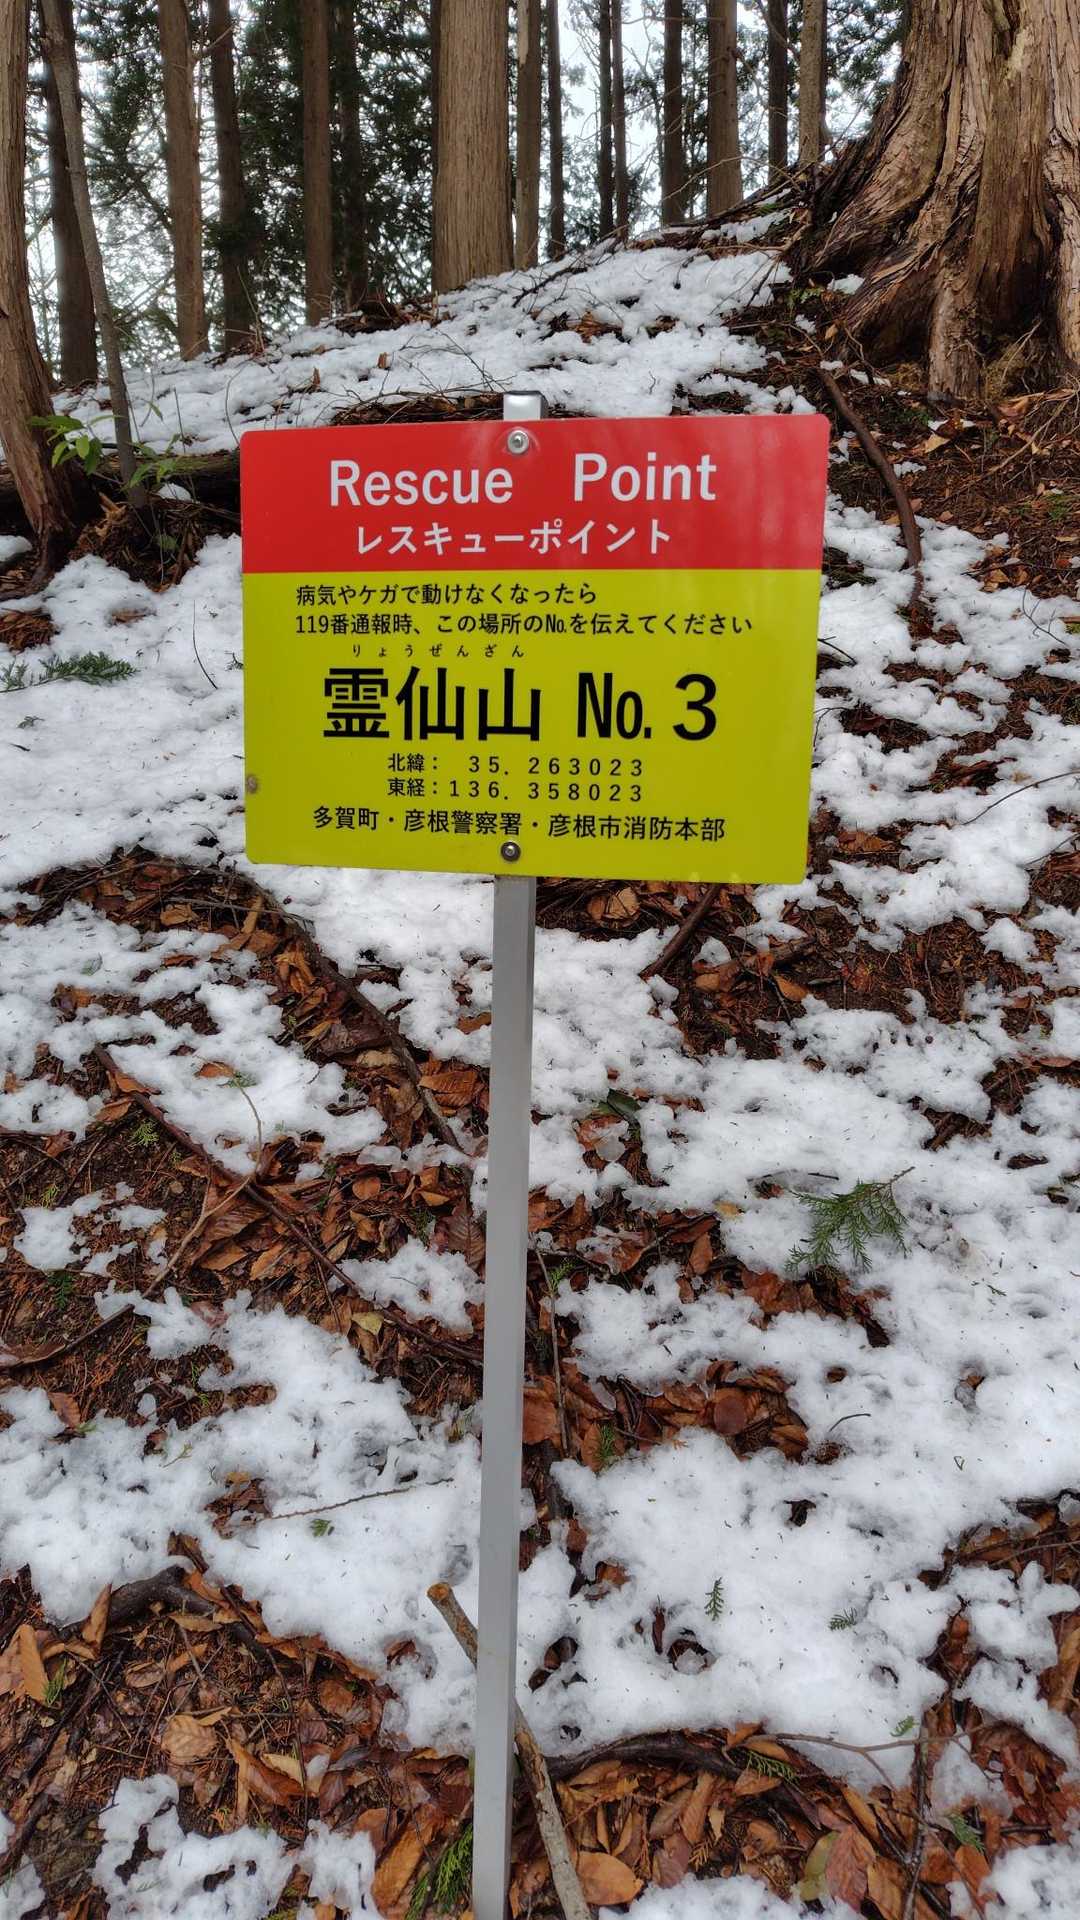 Rescue Point
レスキューポイント
病気やケガで動けなくなったら
119番通報時、この場所の№を伝えてください
りょうぜんざん
霊仙山 №. 3
北緯： 35. 263023
東経：136. 358023
多賀町・彦根警察署・彦根市消防本部